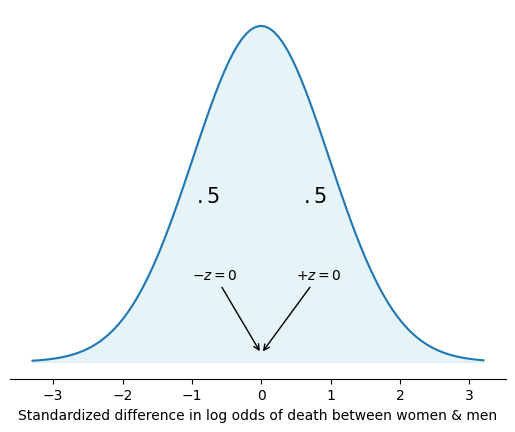 .5 .5
−z=0 +z=0
−3 −2 −1 0 1 2 3
Standardized difference in log odds of death between women & men